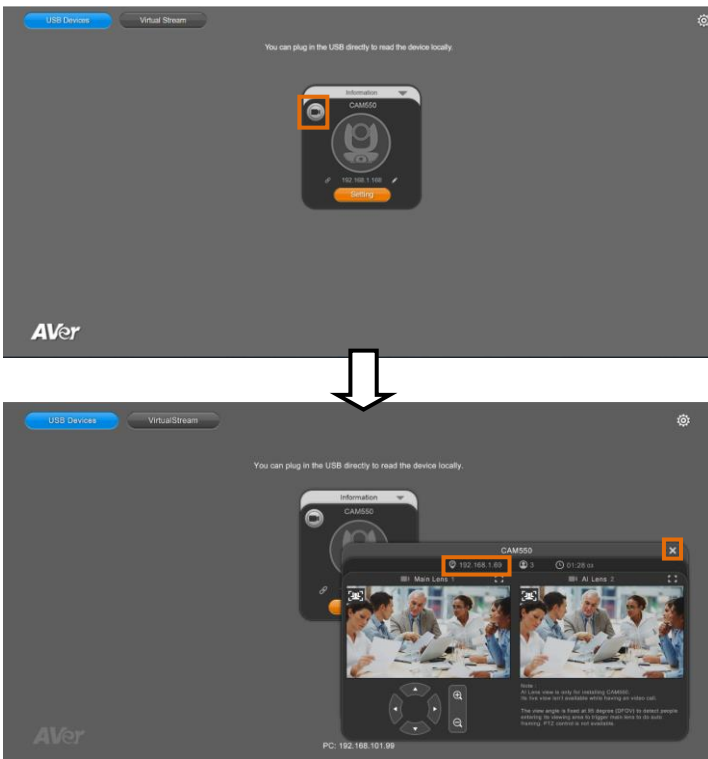 USB Devices
Virtual Stream
You can plug in the USB directly to read the device locally.
Information
CAM550
192.168.1.168
Setting
AVer
USB Devices
VirtualStream
You can plug in the USB directly to read the device locally.
Information
CAM550
CAM550
192.168.1.69
3
01:28
Main Lens 1
AI Lens 2
Note :
AI Lens view is only for installing CAM550.
Its live view isn't available while having an video call.
The view angle is fixed at 95 degree (DFOV) to detect people
entering its viewing area to trigger main lens to do auto
framing. PTZ control is not available.
AVer
PC: 192.168.101.99